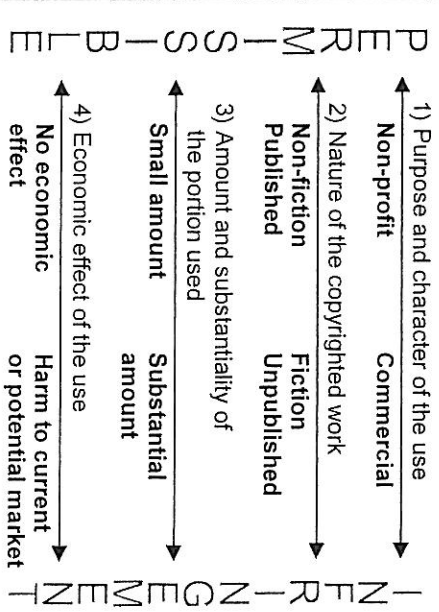 PERMISSIBLE
1) Purpose and character of the use
Non-profit Commercial
2) Nature of the copyrighted work
Non-fiction Fiction
Published Unpublished
3) Amount and substantiality of
the portion used
Small amount Substantial
amount
4) Economic effect of the use
No economic Harm to current
effect or potential market
INFRINGEMENT